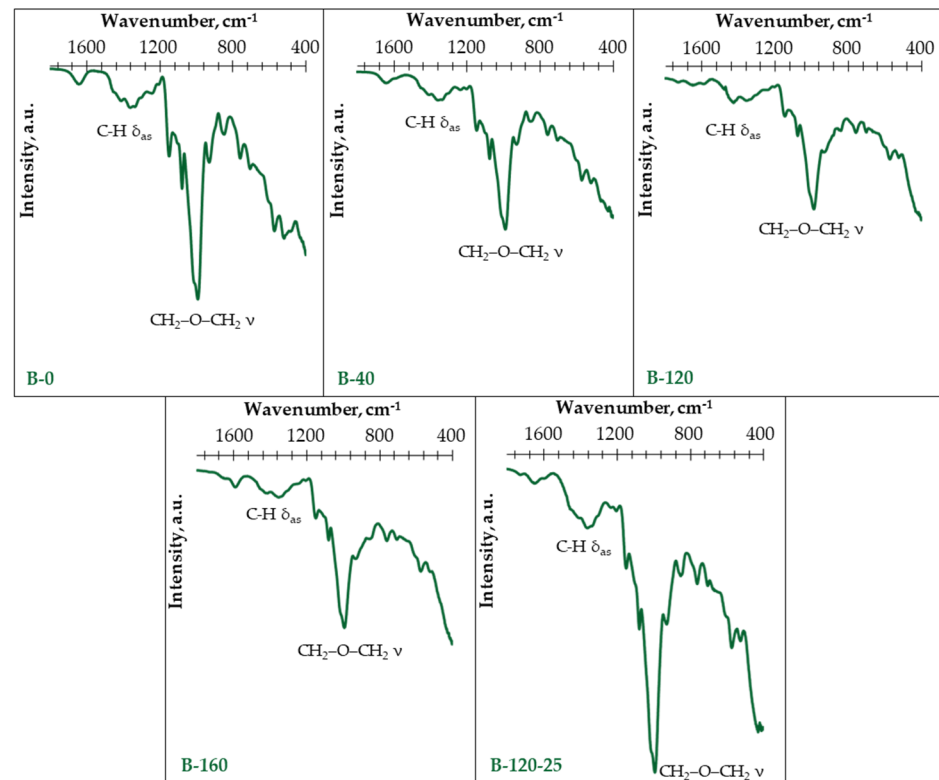 Wavenumber, cm⁻¹
1600 1200 800 400
Intensity, a.u.
C-H δas
CH₂–O–CH₂ ν
B-0
Wavenumber, cm⁻¹
1600 1200 800 400
Intensity, a.u.
C-H δas
CH₂–O–CH₂ ν
B-40
Wavenumber, cm⁻¹
1600 1200 800 400
Intensity, a.u.
C-H δas
CH₂–O–CH₂ ν
B-120
Wavenumber, cm⁻¹
1600 1200 800 400
Intensity, a.u.
C-H δas
CH₂–O–CH₂ ν
B-160
Wavenumber, cm⁻¹
1600 1200 800 400
Intensity, a.u.
C-H δas
CH₂–O–CH₂ ν
B-120-25